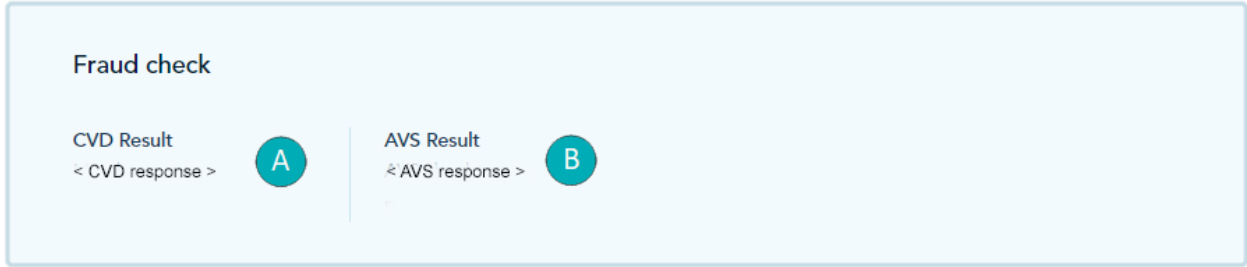 Fraud check
CVD Result
< CVD response >
A
AVS Result
< AVS response >
B